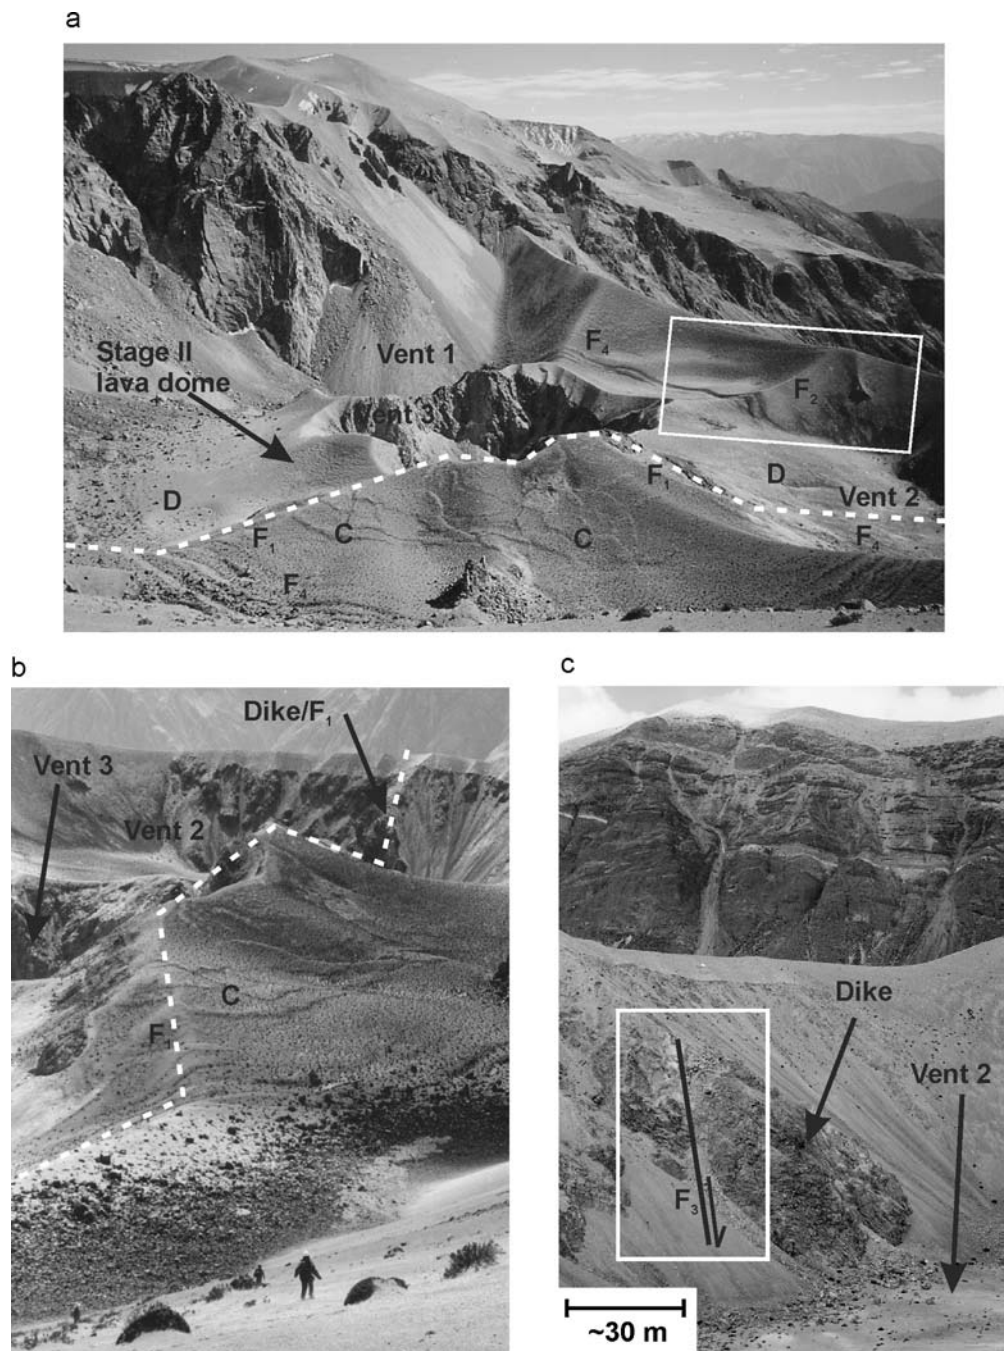 a
Stage II
lava dome
Vent 1
F4
F2
Vent 3
D
F1
D
Vent 2
F1
C
C
F4
F4
b
c
Dike/F1
Vent 3
Vent 2
C
F1
Dike
Vent 2
F3
~30 m